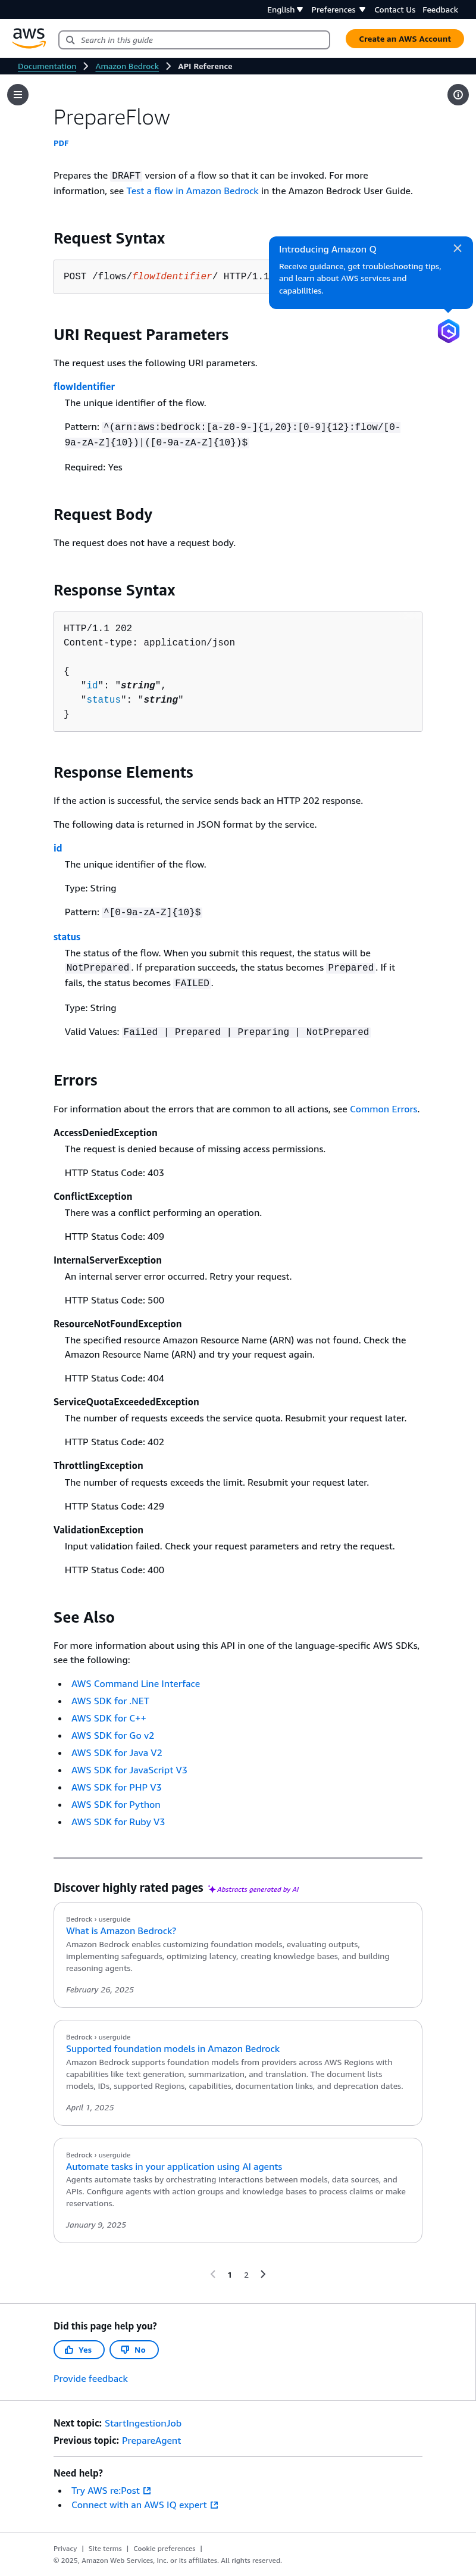 English Preferences Contact Us Feedback
aws
Search in this guide
Create an AWS Account
Documentation > Amazon Bedrock > API Reference
PrepareFlow
PDF
Prepares the DRAFT version of a flow so that it can be invoked. For more
information, see Test a flow in Amazon Bedrock in the Amazon Bedrock User Guide.
Request Syntax
POST /flows/flowIdentifier/ HTTP/1.1
Introducing Amazon Q
Receive guidance, get troubleshooting tips,
and learn about AWS services and
capabilities.
URI Request Parameters
The request uses the following URI parameters.
flowIdentifier
The unique identifier of the flow.
Pattern: ^(arn:aws:bedrock:[a-z0-9-]{1,20}:[0-9]{12}:flow/[0-
9a-zA-Z]{10})|([0-9a-zA-Z]{10})$
Required: Yes
Request Body
The request does not have a request body.
Response Syntax
HTTP/1.1 202
Content-type: application/json
{
"id": "string",
"status": "string"
}
Response Elements
If the action is successful, the service sends back an HTTP 202 response.
The following data is returned in JSON format by the service.
id
The unique identifier of the flow.
Type: String
Pattern: ^[0-9a-zA-Z]{10}$
status
The status of the flow. When you submit this request, the status will be
NotPrepared. If preparation succeeds, the status becomes Prepared. If it
fails, the status becomes FAILED.
Type: String
Valid Values: Failed | Prepared | Preparing | NotPrepared
Errors
For information about the errors that are common to all actions, see Common Errors.
AccessDeniedException
The request is denied because of missing access permissions.
HTTP Status Code: 403
ConflictException
There was a conflict performing an operation.
HTTP Status Code: 409
InternalServerException
An internal server error occurred. Retry your request.
HTTP Status Code: 500
ResourceNotFoundException
The specified resource Amazon Resource Name (ARN) was not found. Check the
Amazon Resource Name (ARN) and try your request again.
HTTP Status Code: 404
ServiceQuotaExceededException
The number of requests exceeds the service quota. Resubmit your request later.
HTTP Status Code: 402
ThrottlingException
The number of requests exceeds the limit. Resubmit your request later.
HTTP Status Code: 429
ValidationException
Input validation failed. Check your request parameters and retry the request.
HTTP Status Code: 400
See Also
For more information about using this API in one of the language-specific AWS SDKs,
see the following:
• AWS Command Line Interface
• AWS SDK for .NET
• AWS SDK for C++
• AWS SDK for Go v2
• AWS SDK for Java V2
• AWS SDK for JavaScript V3
• AWS SDK for PHP V3
• AWS SDK for Python
• AWS SDK for Ruby V3
Discover highly rated pages Abstracts generated by AI
Bedrock › userguide
What is Amazon Bedrock?
Amazon Bedrock enables customizing foundation models, evaluating outputs,
implementing safeguards, optimizing latency, creating knowledge bases, and building
reasoning agents.
February 26, 2025
Bedrock › userguide
Supported foundation models in Amazon Bedrock
Amazon Bedrock supports foundation models from providers across AWS Regions with
capabilities like text generation, summarization, and translation. The document lists
models, IDs, supported Regions, capabilities, documentation links, and deprecation dates.
April 1, 2025
Bedrock › userguide
Automate tasks in your application using AI agents
Agents automate tasks by orchestrating interactions between models, data sources, and
APIs. Configure agents with action groups and knowledge bases to process claims or make
reservations.
January 9, 2025
1 2
Did this page help you?
Yes No
Provide feedback
Next topic: StartIngestionJob
Previous topic: PrepareAgent
Need help?
• Try AWS re:Post
• Connect with an AWS IQ expert
Privacy | Site terms | Cookie preferences |
© 2025, Amazon Web Services, Inc. or its affiliates. All rights reserved.